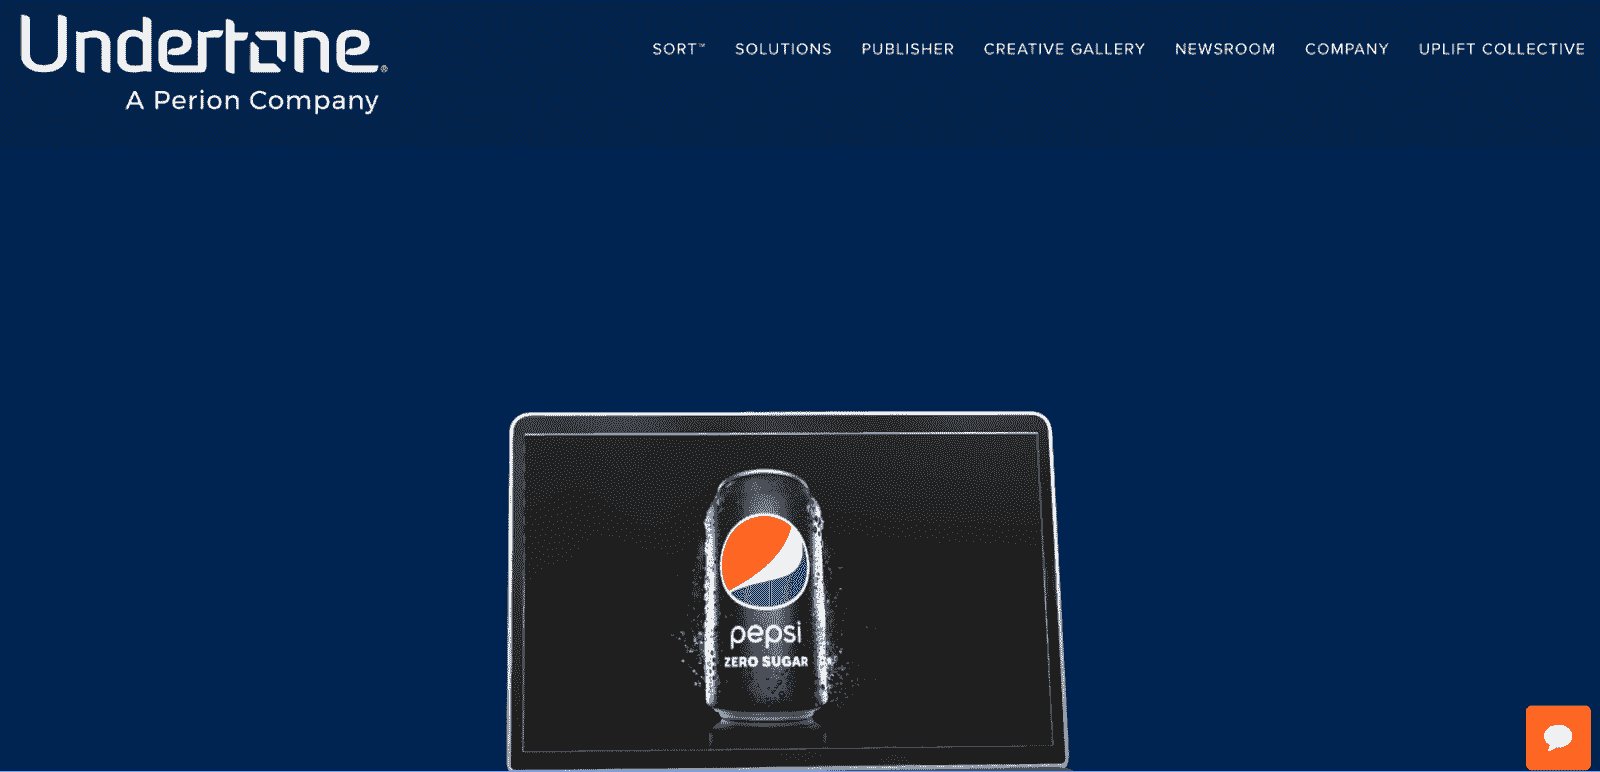 Undertone®
A Perion Company
SORT™ SOLUTIONS PUBLISHER CREATIVE GALLERY NEWSROOM COMPANY UPLIFT COLLECTIVE
pepsi
ZERO SUGAR